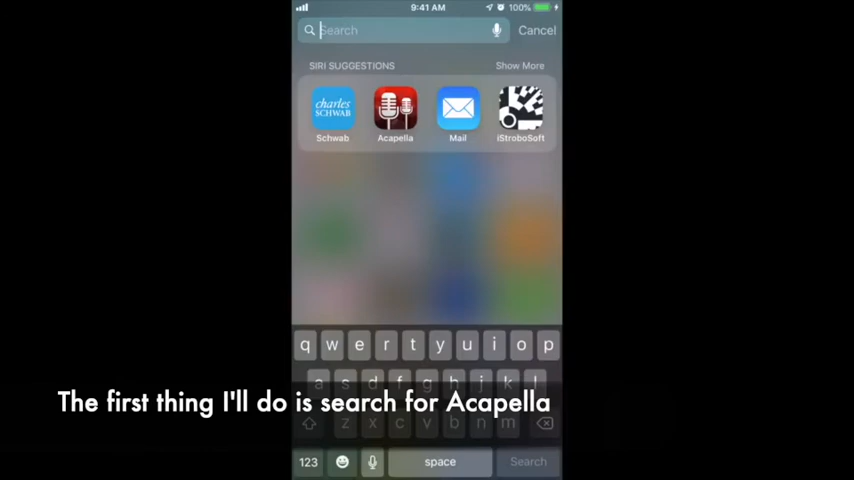 9:41 AM
100%
Search
Cancel
SIRI SUGGESTIONS
Show More
charles
SCHWAB
Schwab
Acapella
Mail
iStroboSoft
q w e r t y u i o p
a s d f g h j k l
The first thing I'll do is search for Acapella
z x c v b n m
123
space
Search